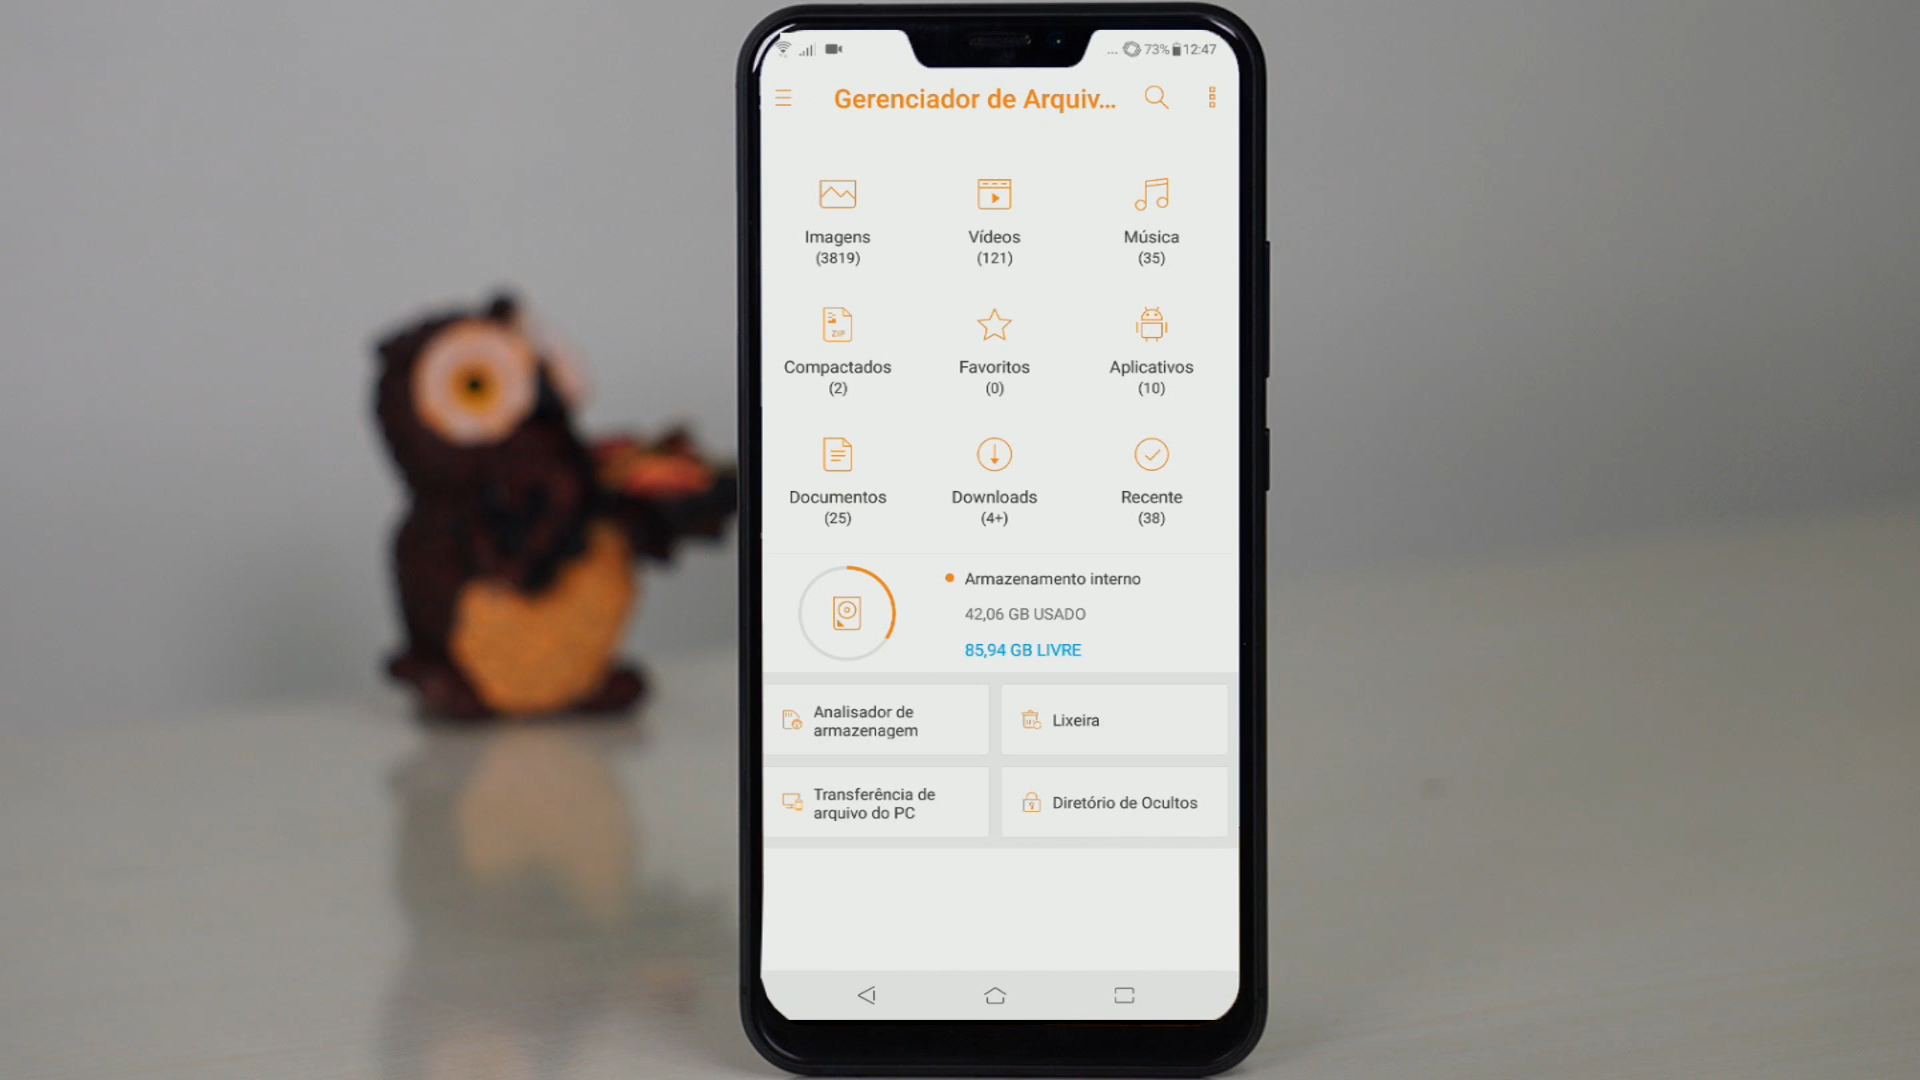 ... 73% 12:47
Gerenciador de Arquiv...
Imagens
(3819)
Vídeos
(121)
Música
(35)
ZIP
Compactados
(2)
Favoritos
(0)
Aplicativos
(10)
Documentos
(25)
Downloads
(4+)
Recente
(38)
Armazenamento interno
42,06 GB USADO
85,94 GB LIVRE
Analisador de
armazenagem
Lixeira
Transferência de
arquivo do PC
Diretório de Ocultos